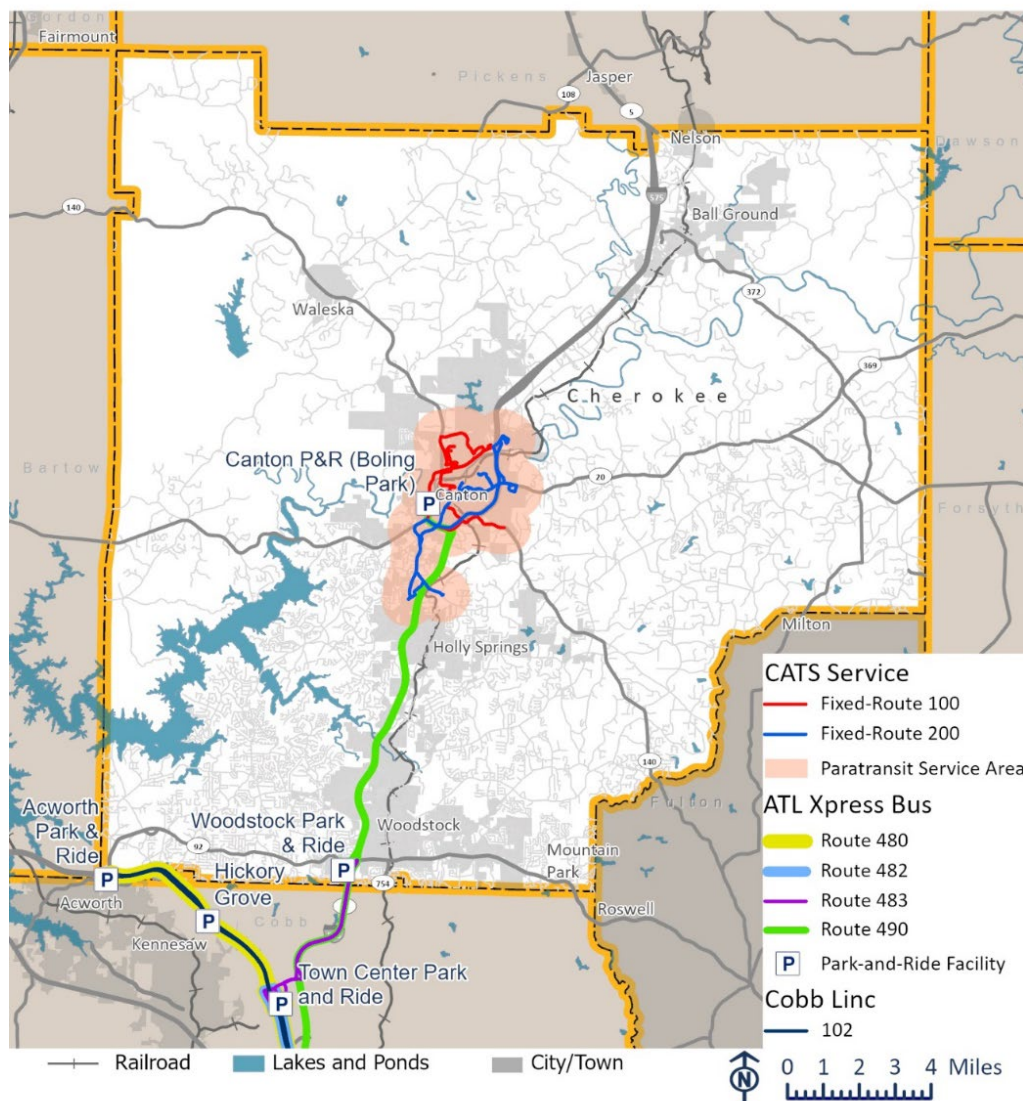 Gordon
Fairmount
Pickens
Jasper
108
5
Nelson
Dawson
575
140
Ball Ground
Waleska
372
369
Cherokee
Bartow
Canton P&R (Boling
Park)
P
Canton
20
Forsyth
Holly Springs
Milton
140
Fulton
Acworth
Park &
Ride
Woodstock Park
& Ride
Woodstock
92
P
P
754
Mountain
Park
Hickory
Grove
Acworth
P
Cobb
Roswell
Kennesaw
Town Center Park
and Ride
P
CATS Service
Fixed-Route 100
Fixed-Route 200
Paratransit Service Area
ATL Xpress Bus
Route 480
Route 482
Route 483
Route 490
P Park-and-Ride Facility
Cobb Linc
102
Railroad
Lakes and Ponds
City/Town
N
0 1 2 3 4 Miles